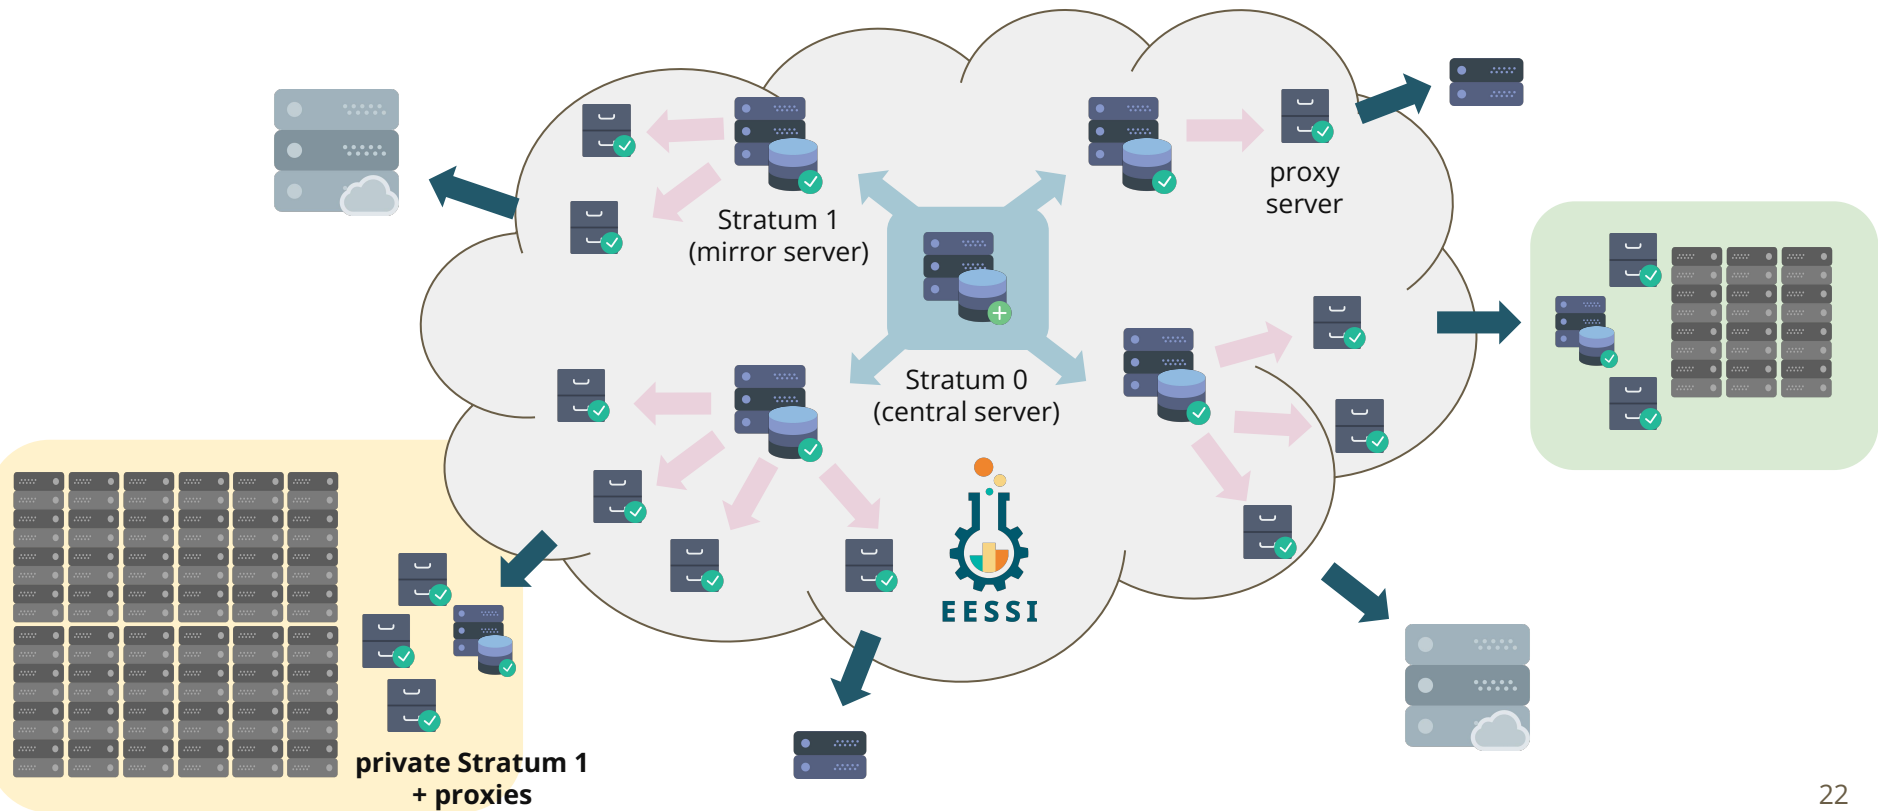 proxy
server
Stratum 1
(mirror server)
Stratum 0
(central server)
EESSI
private Stratum 1
+ proxies
22